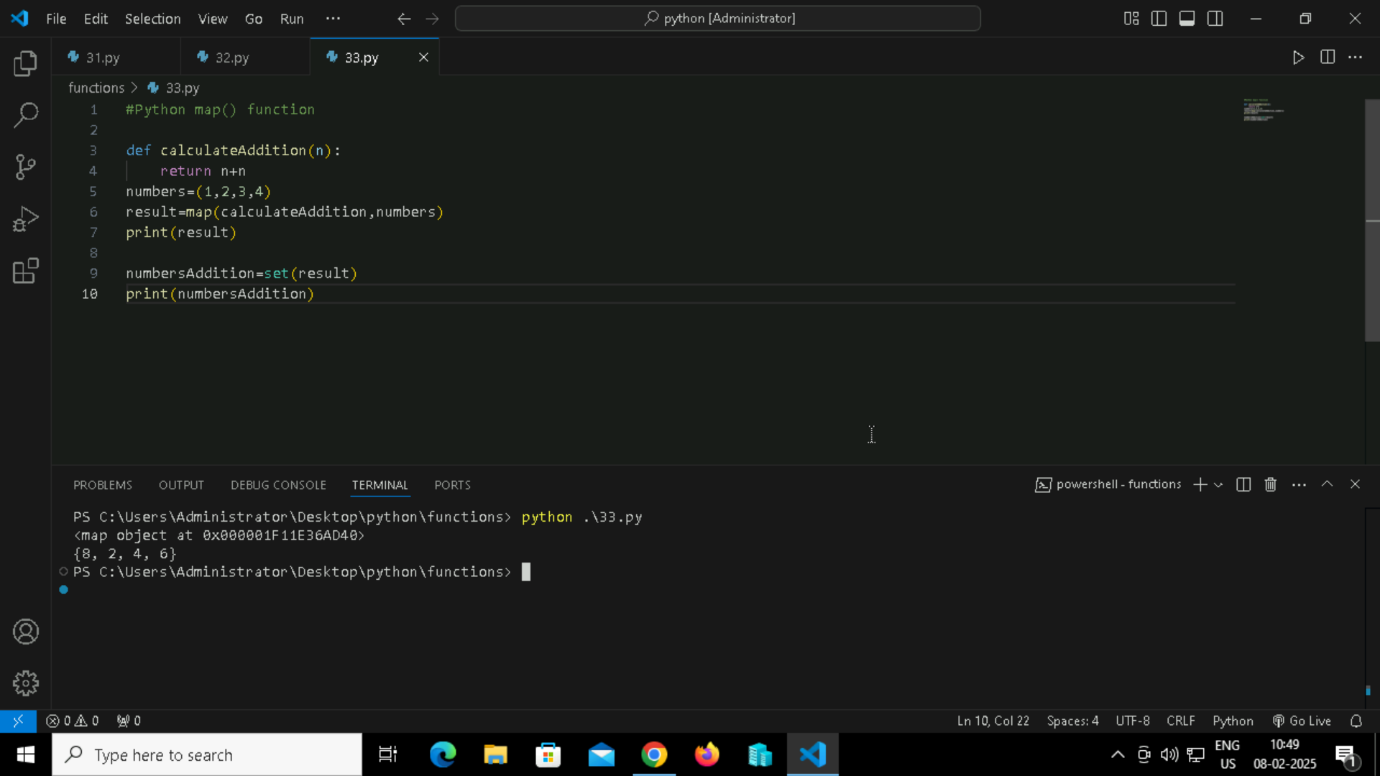 File Edit Selection View Go Run ··· python [Administrator]
31.py 32.py 33.py
functions > 33.py
1 #Python map() function
2
3 def calculateAddition(n):
4 return n+n
5 numbers=(1,2,3,4)
6 result=map(calculateAddition,numbers)
7 print(result)
8
9 numbersAddition=set(result)
10 print(numbersAddition)
PROBLEMS OUTPUT DEBUG CONSOLE TERMINAL PORTS powershell - functions
PS C:\Users\Administrator\Desktop\python\functions> python .\33.py
<map object at 0x000001F11E36AD40>
{8, 2, 4, 6}
PS C:\Users\Administrator\Desktop\python\functions>
0 0 0 Ln 10, Col 22 Spaces: 4 UTF-8 CRLF Python Go Live
Type here to search ENG 10:49
US 08-02-2025 1